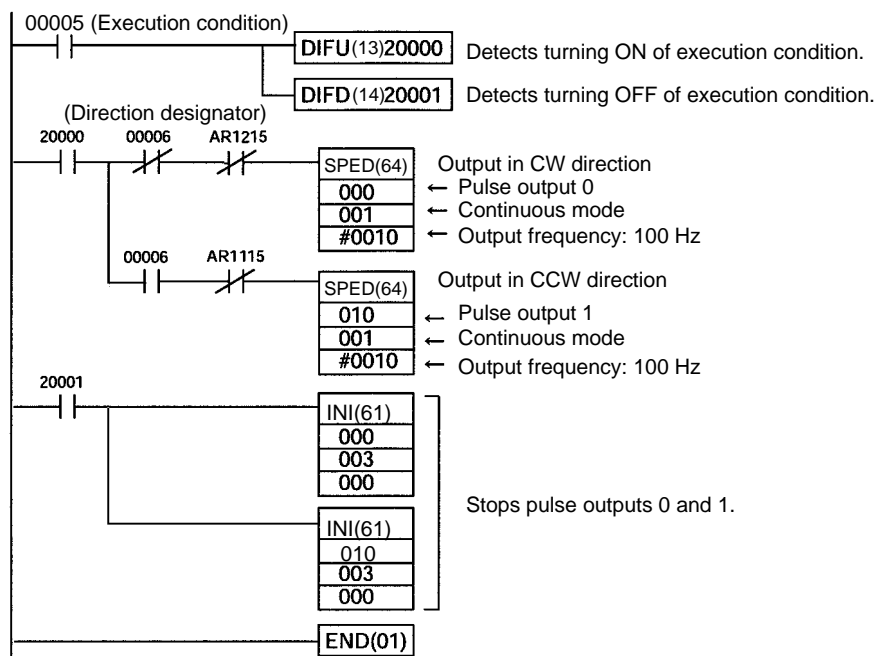 00005 (Execution condition)
DIFU(13)20000 Detects turning ON of execution condition.
DIFD(14)20001 Detects turning OFF of execution condition.
(Direction designator)
20000 00006 AR1215
SPED(64) Output in CW direction
000 ← Pulse output 0
001 ← Continuous mode
#0010 ← Output frequency: 100 Hz
00006 AR1115
SPED(64) Output in CCW direction
010 ← Pulse output 1
001 ← Continuous mode
#0010 ← Output frequency: 100 Hz
20001
INI(61)
000
003
000
Stops pulse outputs 0 and 1.
INI(61)
010
003
000
END(01)